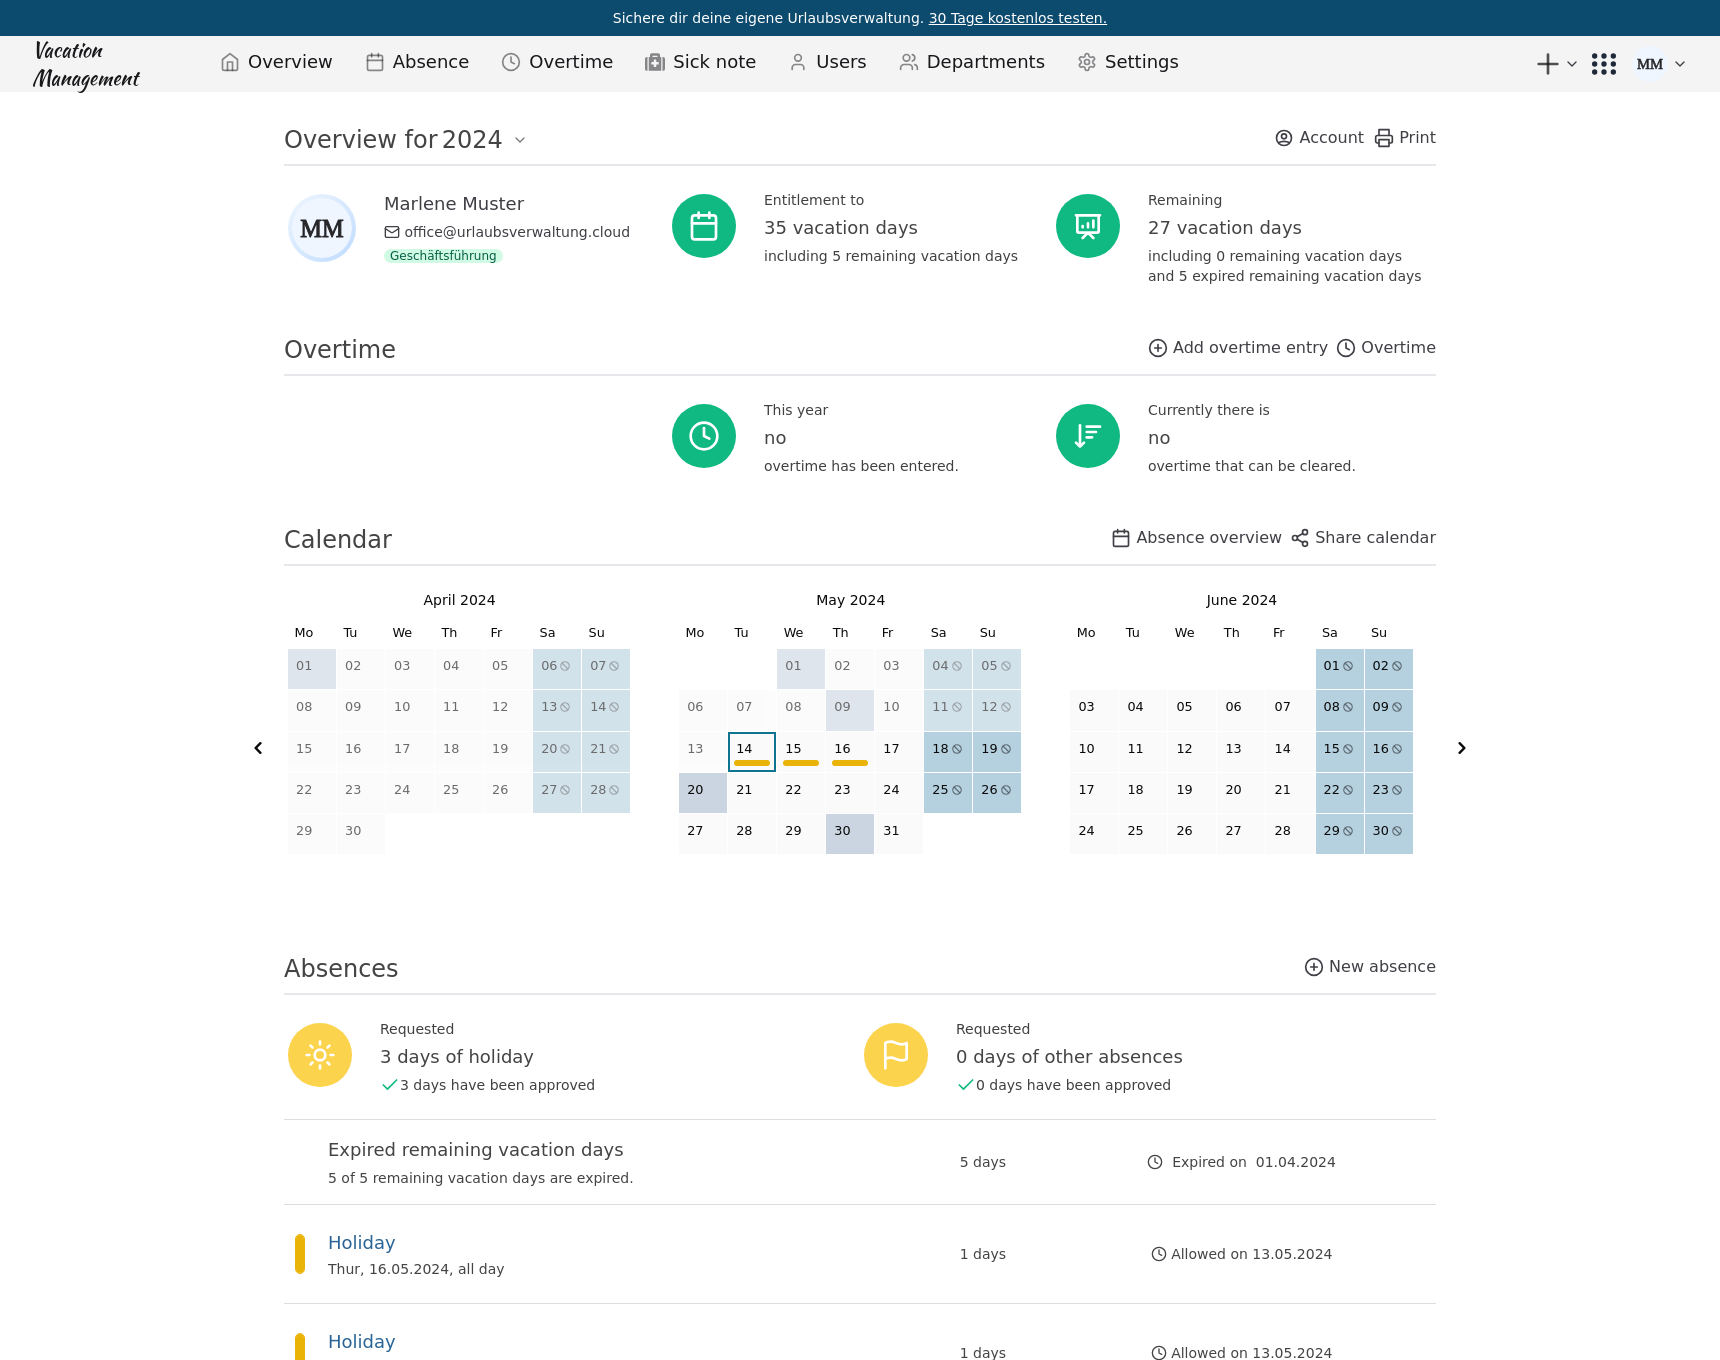 Sichere dir deine eigene Urlaubsverwaltung. 30 Tage kostenlos testen.
Vacation
Management
Overview Absence Overtime Sick note Users Departments Settings
MM
Overview for 2024
Account Print
MM
Marlene Muster
office@urlaubsverwaltung.cloud
Geschäftsführung
Entitlement to
35 vacation days
including 5 remaining vacation days
Remaining
27 vacation days
including 0 remaining vacation days
and 5 expired remaining vacation days
Overtime
Add overtime entry Overtime
This year
no
overtime has been entered.
Currently there is
no
overtime that can be cleared.
Calendar
Absence overview Share calendar
April 2024
Mo Tu We Th Fr Sa Su
01 02 03 04 05 06 07
08 09 10 11 12 13 14
15 16 17 18 19 20 21
22 23 24 25 26 27 28
29 30
May 2024
Mo Tu We Th Fr Sa Su
01 02 03 04 05
06 07 08 09 10 11 12
13 14 15 16 17 18 19
20 21 22 23 24 25 26
27 28 29 30 31
June 2024
Mo Tu We Th Fr Sa Su
01 02
03 04 05 06 07 08 09
10 11 12 13 14 15 16
17 18 19 20 21 22 23
24 25 26 27 28 29 30
Absences
New absence
Requested
3 days of holiday
3 days have been approved
Requested
0 days of other absences
0 days have been approved
Expired remaining vacation days
5 of 5 remaining vacation days are expired.
5 days
Expired on 01.04.2024
Holiday
Thur, 16.05.2024, all day
1 days
Allowed on 13.05.2024
Holiday
1 days
Allowed on 13.05.2024